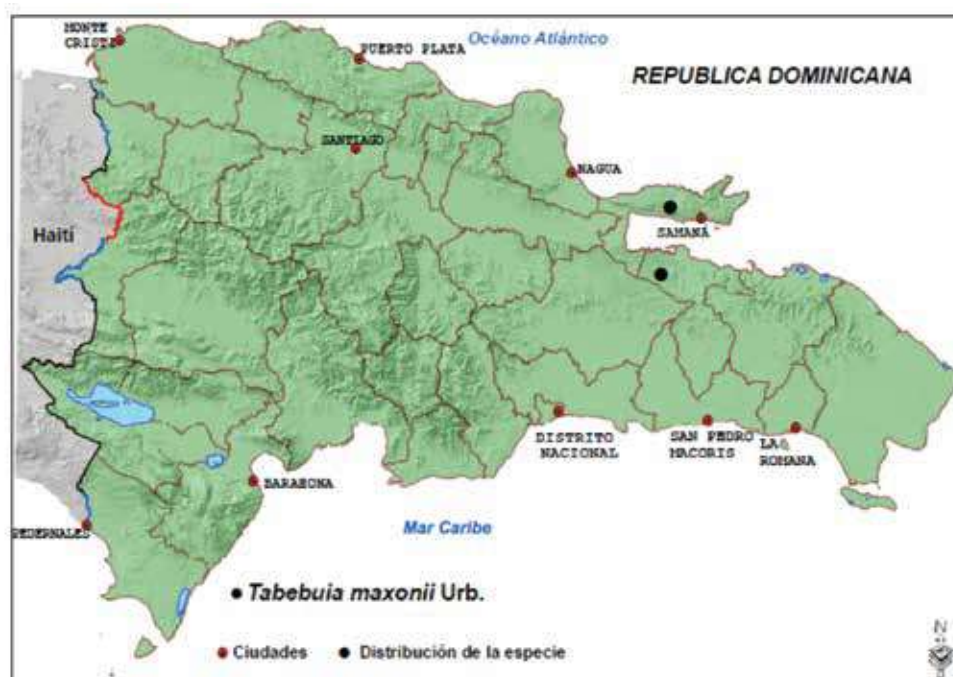 MONTE
CRISTI
PUERTO PLATA
Océano Atlántico
REPUBLICA DOMINICANA
SANTIAGO
NAGUA
SAMANÁ
Haití
DISTRITO
NACIONAL
SAN PEDRO
MACORIS
LA
ROMANA
BARAHONA
PEDERNALES
Mar Caribe
• Tabebuia maxonii Urb.
Ciudades
Distribución de la especie
N